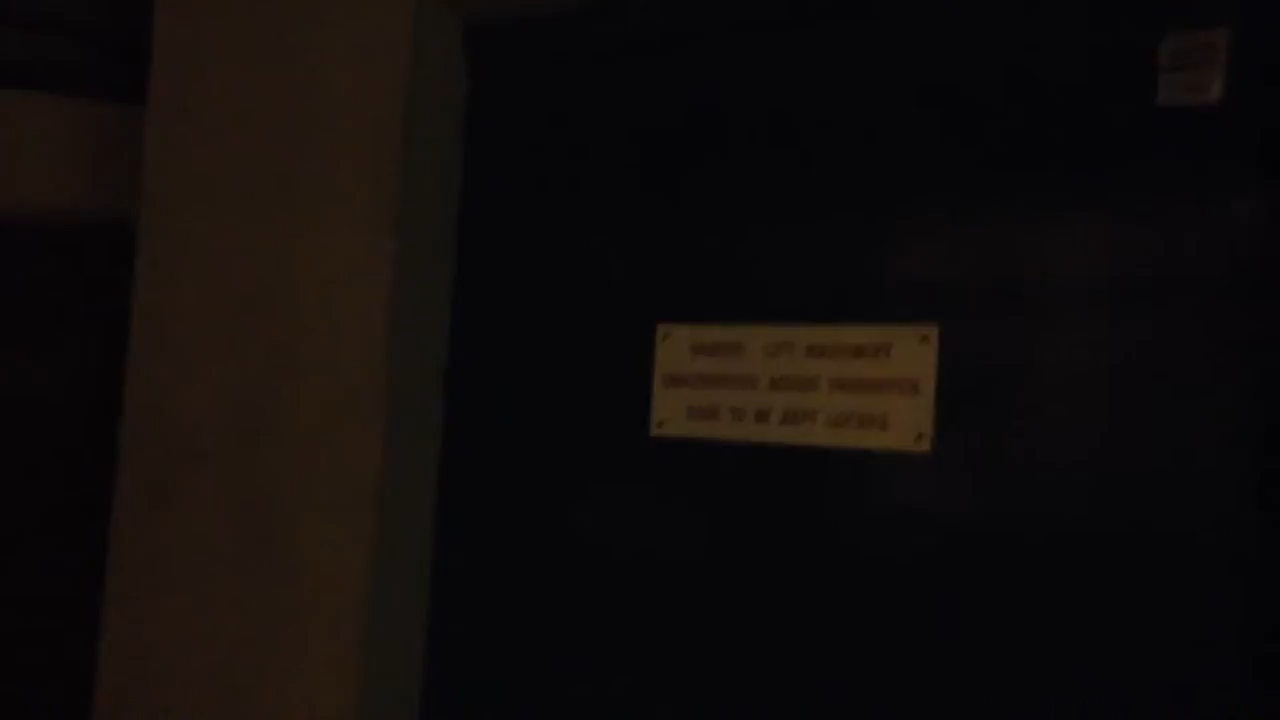 DANGER LIFT MACHINERY
UNAUTHORISED ACCESS PROHIBITED
DOOR TO BE KEPT LOCKED